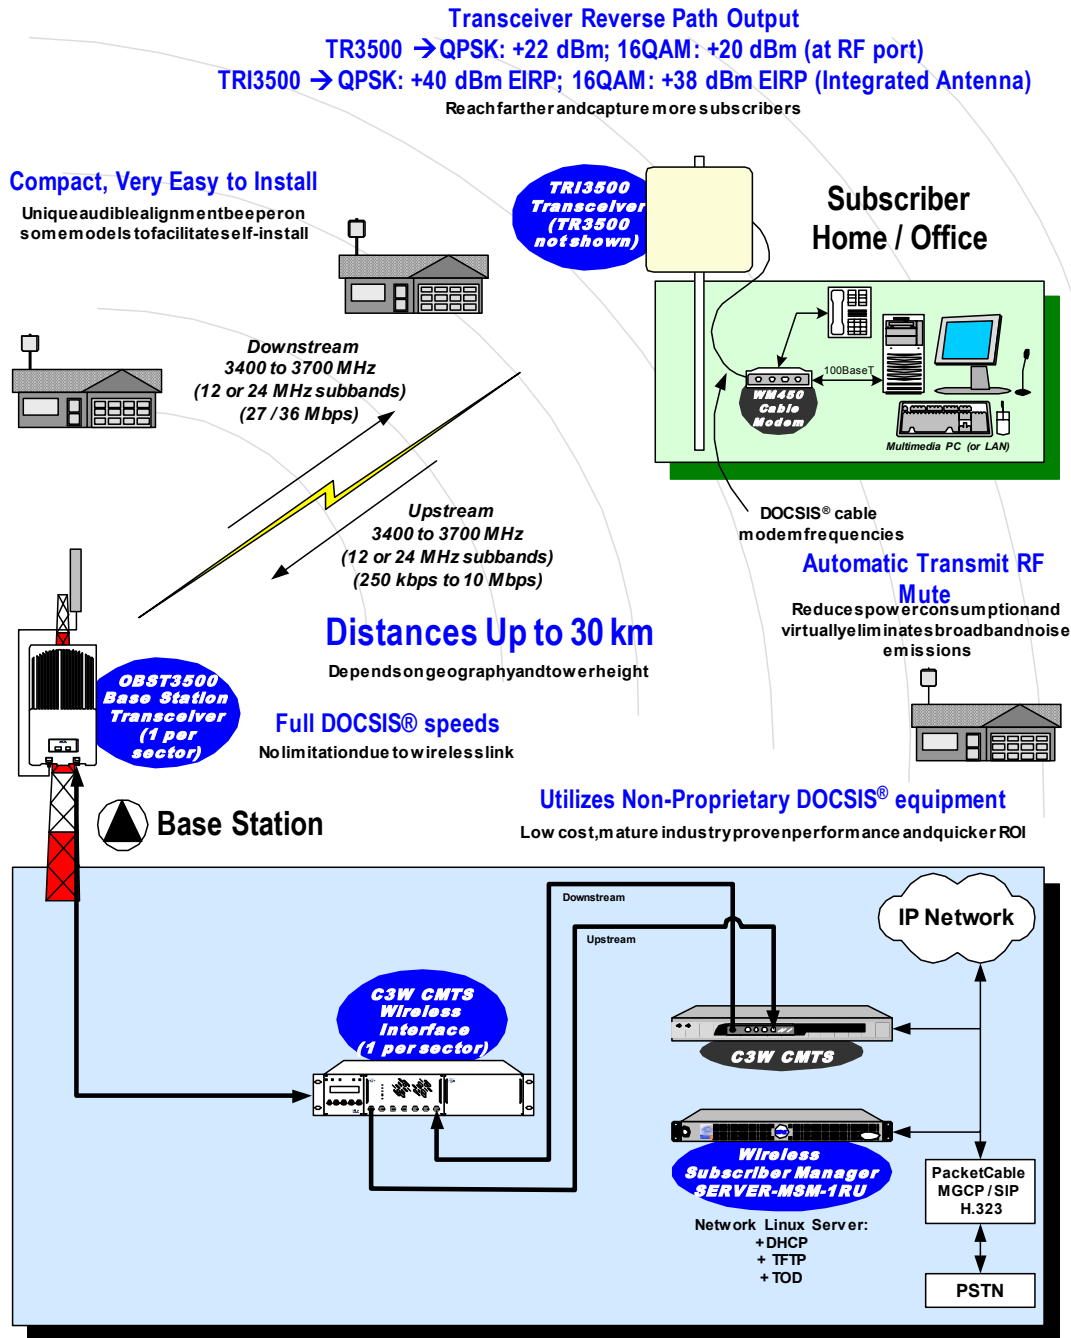 Transceiver Reverse Path Output
TR3500 → QPSK: +22 dBm; 16QAM: +20 dBm (at RF port)
TRI3500 → QPSK: +40 dBm EIRP; 16QAM: +38 dBm EIRP (Integrated Antenna)
Reach farther and capture more subscribers
Compact, Very Easy to Install
Unique audible alignment beeper on
some models to facilitate self-install
TRI3500
Transceiver
(TR3500
not shown)
Subscriber
Home / Office
Downstream
3400 to 3700 MHz
(12 or 24 MHz subbands)
(27 / 36 Mbps)
100BaseT
WM450
Cable
Modem
Multimedia PC (or LAN)
Upstream
3400 to 3700 MHz
(12 or 24 MHz subbands)
(250 kbps to 10 Mbps)
DOCSIS® cable
modem frequencies
Automatic Transmit RF
Mute
Reduces power consumption and
virtually eliminates broadband noise
emissions
Distances Up to 30 km
Depends on geography and tower height
OBST3500
Base Station
Transceiver
(1 per
sector)
Full DOCSIS® speeds
No limitation due to wireless link
Utilizes Non-Proprietary DOCSIS® equipment
Low cost, mature industry proven performance and quicker ROI
Base Station
Downstream
Upstream
IP Network
C3W CMTS
Wireless
Interface
(1 per sector)
C3W CMTS
Wireless
Subscriber Manager
SERVER-MSM-1RU
Network Linux Server:
+ DHCP
+ TFTP
+ TOD
PacketCable
MGCP / SIP
H.323
PSTN